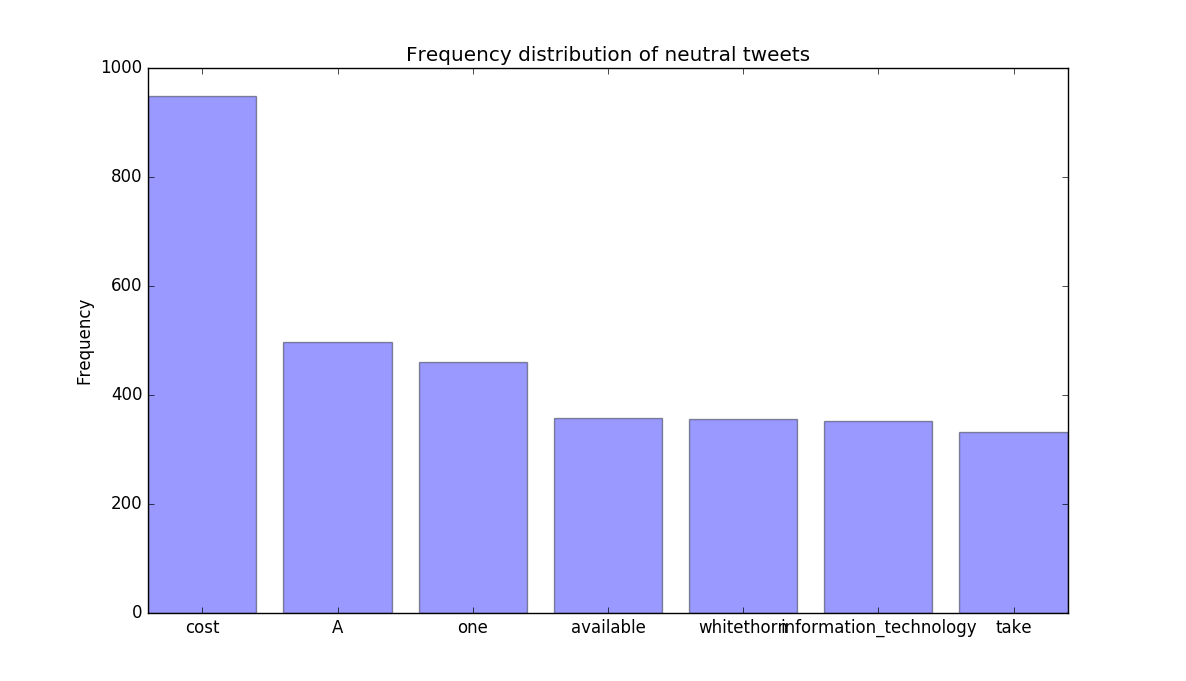 Frequency distribution of neutral tweets
1000
800
600
400
200
0
Frequency
cost A one available whitethorn information_technology take